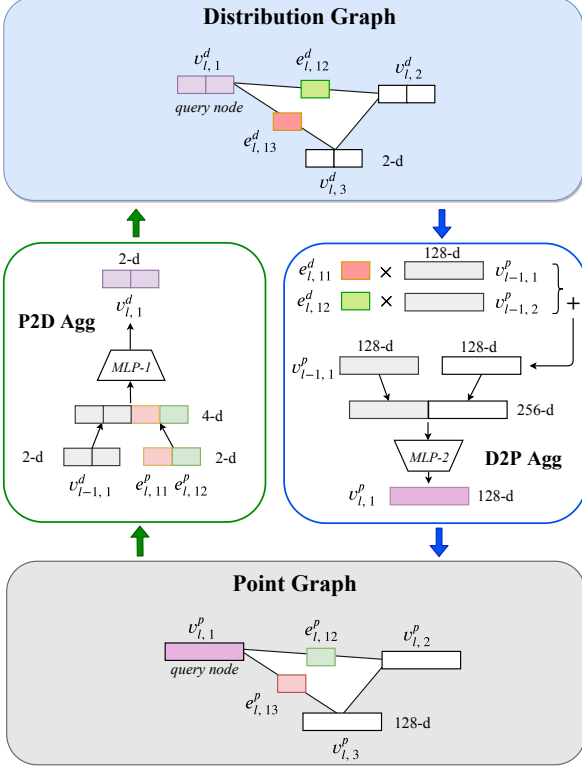 Distribution Graph
v^d_{l, 1}
e^d_{l, 12}
v^d_{l, 2}
query node
e^d_{l, 13}
2-d
v^d_{l, 3}
2-d
v^d_{l, 1}
P2D Agg
MLP-1
4-d
2-d
2-d
v^d_{l-1, 1}
e^p_{l, 11} e^p_{l, 12}
128-d
e^d_{l, 11} × v^p_{l-1, 1}
128-d
e^d_{l, 12} × v^p_{l-1, 2}
+
128-d 128-d
v^p_{l-1, 1}
256-d
MLP-2
D2P Agg
v^p_{l, 1}
128-d
Point Graph
v^p_{l, 1}
e^p_{l, 12}
v^p_{l, 2}
query node
e^p_{l, 13}
128-d
v^p_{l, 3}